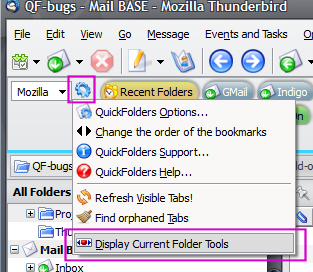 QF-bugs - Mail BASE - Mozilla Thunderbird
File Edit View Go Message Events and Tasks
Mozilla Recent Folders GMail Indigo
QuickFolders Options...
Change the order of the bookmarks
QuickFolders Support...
QuickFolders Help...
QF-bugs
All Folders
Refresh Visible Tabs!
Find orphaned Tabs
Display Current Folder Tools
Mail B
Inbox